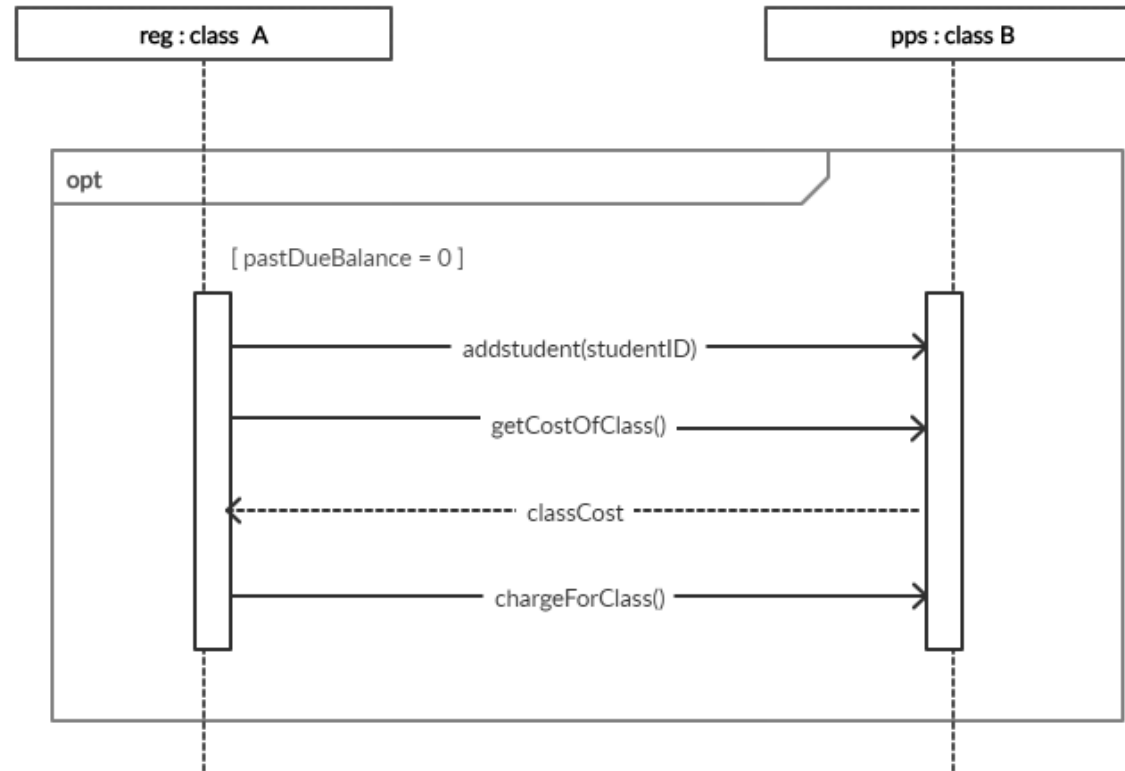 reg : class A
pps : class B
opt
[ pastDueBalance = 0 ]
addstudent(studentID)
getCostOfClass()
classCost
chargeForClass()